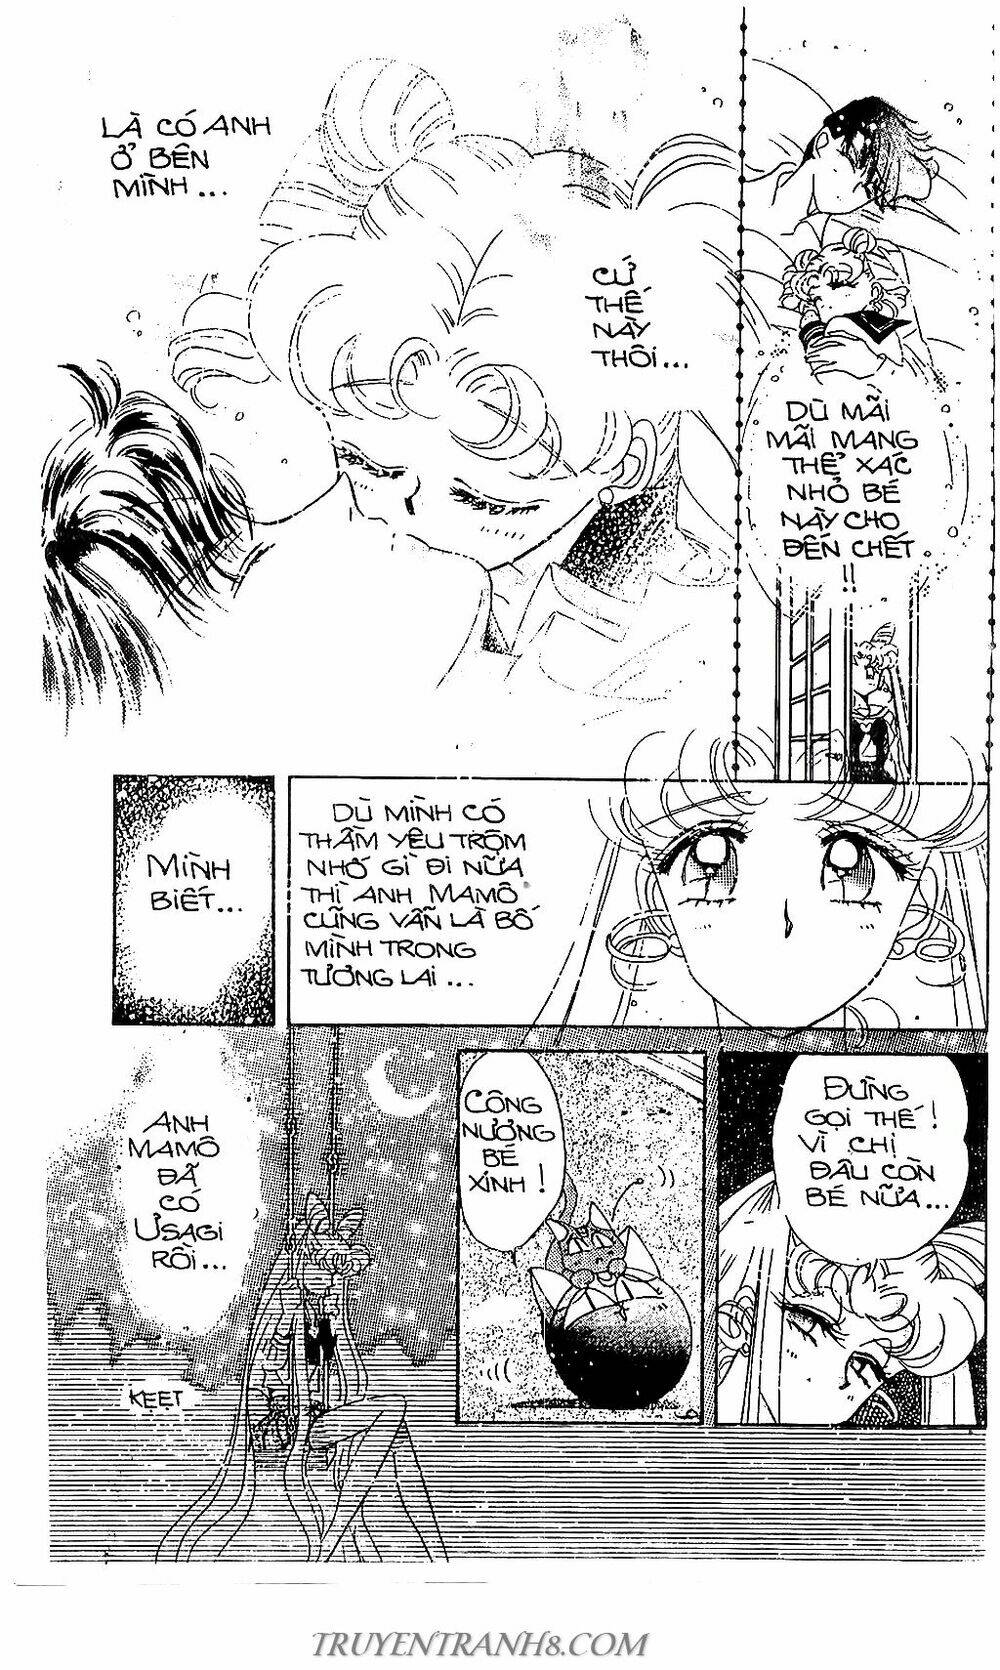 DÙ MÃI
MÃI MANG
THỂ XÁC
NHỎ BÉ
NÀY CHO
ĐẾN CHẾT
!!
CỨ
THẾ
NÀY
THÔI...
LÀ CÓ ANH
Ở BÊN
MÌNH...
DÙ MÌNH CÓ
THẦM YÊU TRỘM
NHỚ GÌ ĐI NỮA
THÌ ANH MAMÔ
CŨNG VẪN LÀ BỐ
MÌNH TRONG
TƯƠNG LAI...
MÌNH
BIẾT...
ĐỪNG
GỌI THẾ!
VÌ CHỊ
ĐÂU CÒN
BÉ NỮA...
CÔNG
NƯƠNG
BÉ
XÍNH!
ANH
MAMÔ
ĐÃ
CÓ
USAGI
RỒI...
KẸET
TRUYENTRANH8.COM